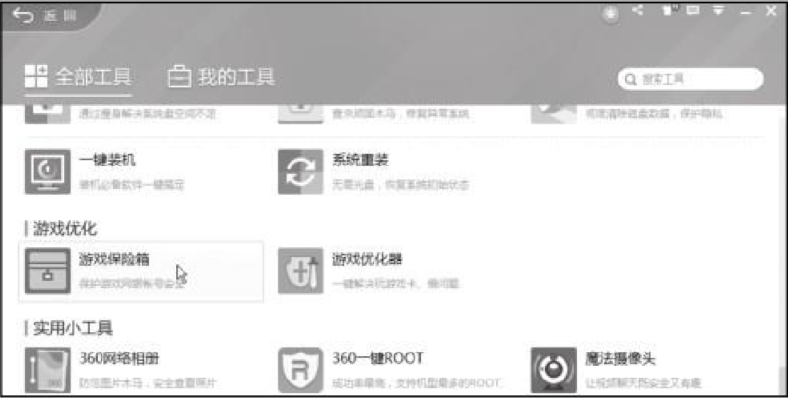 返回
全部工具 我的工具 搜索工具
通过瘦身解决系统盘空间不足 查杀顽固木马，修复异常系统 彻底清除磁盘数据，保护隐私
一键装机 系统重装
装机必备软件一键搞定 无需光盘，恢复系统初始状态
游戏优化
游戏保险箱 游戏优化器
保护游戏网银帐号安全 一键解决玩游戏卡、慢问题
实用小工具
360网络相册 360一键ROOT 魔法摄像头
防范图片木马，安全查看照片 成功率最高，支持机型最多的ROOT. 让视频聊天既安全又有趣